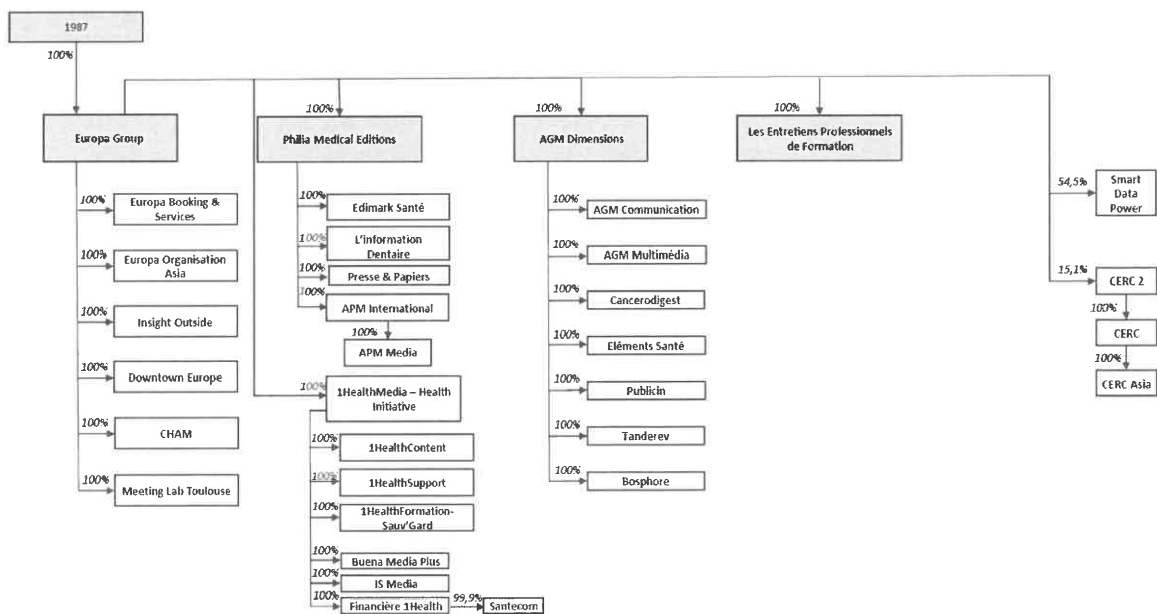 1987
100%
100%
100%
100%
Europa Group
Philia Medical Editions
AGM Dimensions
Les Entretiens Professionnels
de Formation
100%
Europa Booking &
Services
100%
Europa Organisation
Asia
100%
Insight Outside
100%
Downtown Europe
100%
CHAM
100%
Meeting Lab Toulouse
100%
Edimark Santé
100%
L'information
Dentaire
100%
Presse & Papiers
100%
APM International
100%
APM Media
100%
1HealthMedia – Health
Initiative
100%
1HealthContent
100%
1HealthSupport
100%
1HealthFormation-
Sauv'Gard
100%
Buena Media Plus
100%
IS Media
100%
Financière 1Health
99,9%
Santecom
100%
AGM Communication
100%
AGM Multimédia
100%
Cancerodigest
100%
Eléments Santé
100%
Publicin
100%
Tanderev
100%
Bosphore
54,5%
Smart
Data
Power
15,1%
CERC 2
100%
CERC
100%
CERC Asia